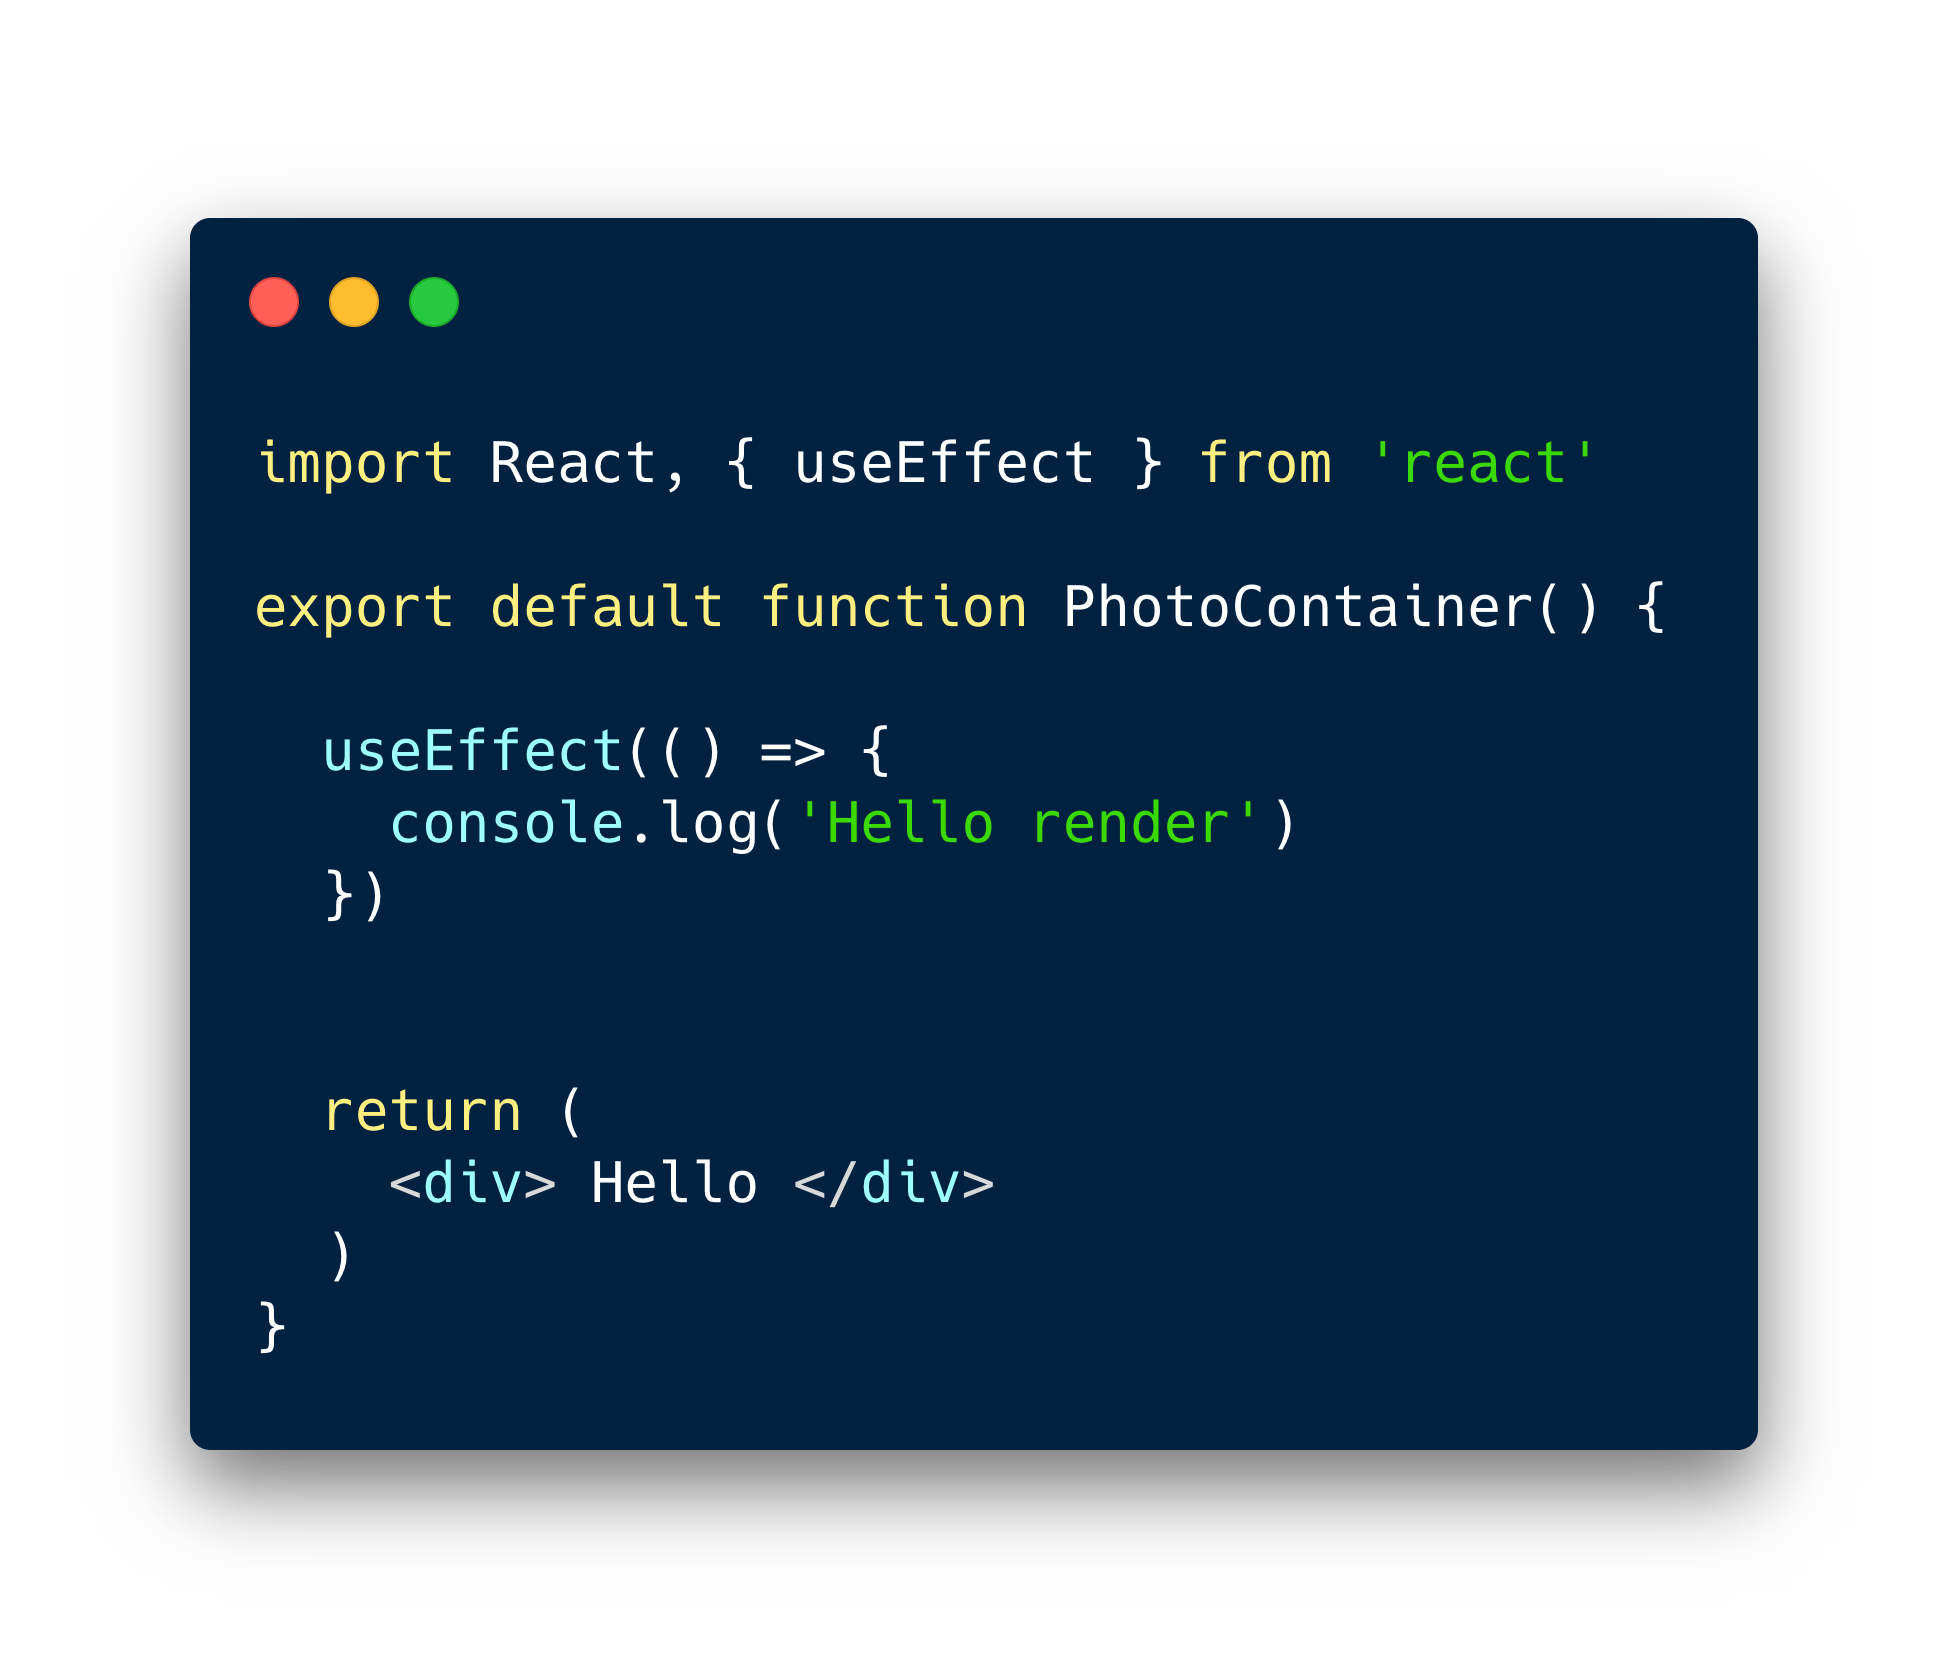 import React, { useEffect } from 'react'
export default function PhotoContainer() {
  useEffect(() => {
    console.log('Hello render')
  })
  return (
    <div> Hello </div>
  )
}